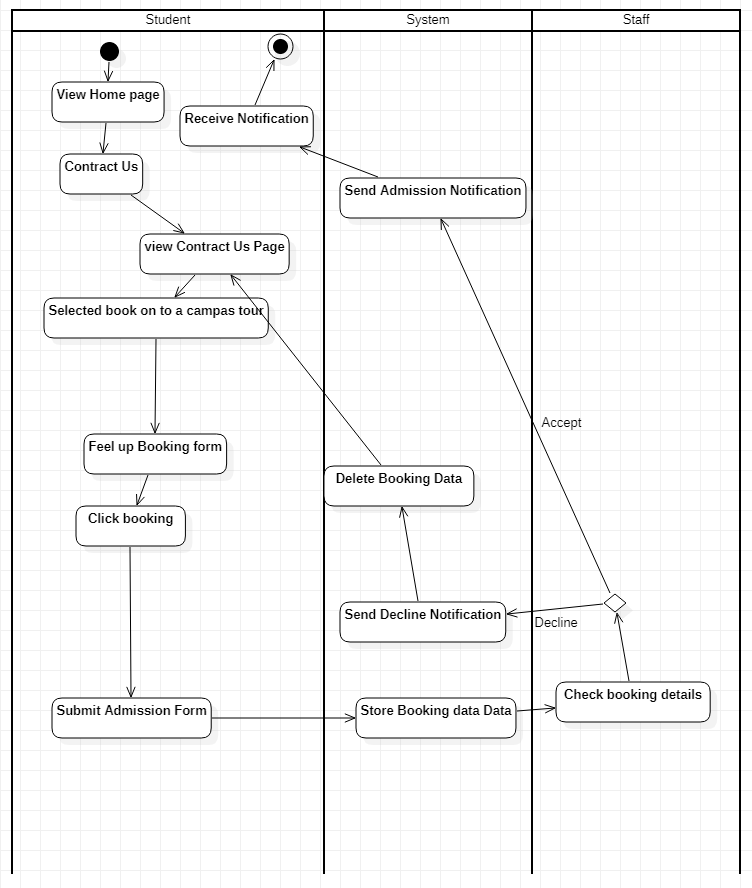 Student
System
Staff
View Home page
Receive Notification
Contract Us
Send Admission Notification
view Contract Us Page
Selected book on to a campas tour
Accept
Feel up Booking form
Delete Booking Data
Click booking
Send Decline Notification
Decline
Check booking details
Submit Admission Form
Store Booking data Data